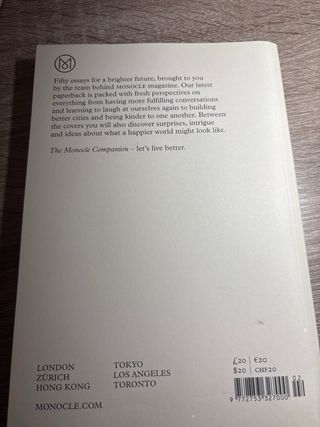 Fifty essays for a brighter future, brought to you
by the team behind MONOCLE magazine. Our latest
paperback is packed with fresh perspectives on
everything from having more fulfilling conversations
and learning to laugh at ourselves again to building
better cities and being kinder to one another. Between
the covers you will also discover surprises, intrigue
and ideas about what a happier world might look like.
The Monocle Companion – let's live better.
LONDON
ZÜRICH
HONG KONG
TOKYO
LOS ANGELES
TORONTO
MONOCLE.COM
£20 | €20
$20 | CHF20
02
9 772753 327000